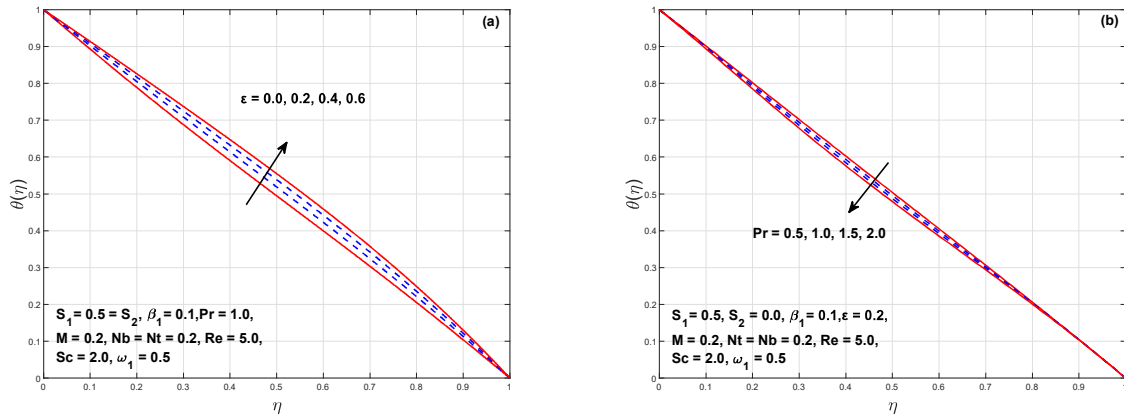 (a)
1
0.9
0.8
0.7
0.6
0.5
0.4
0.3
0.2
0.1
0
θ(η)
ε = 0.0, 0.2, 0.4, 0.6
S1 = 0.5 = S2, β1 = 0.1,Pr = 1.0,
M = 0.2, Nb = Nt = 0.2, Re = 5.0,
Sc = 2.0, ω1 = 0.5
0 0.1 0.2 0.3 0.4 0.5 0.6 0.7 0.8 0.9 1
η
(b)
1
0.9
0.8
0.7
0.6
0.5
0.4
0.3
0.2
0.1
0
θ(η)
Pr = 0.5, 1.0, 1.5, 2.0
S1 = 0.5, S2 = 0.0, β1 = 0.1,ε = 0.2,
M = 0.2, Nt = Nb = 0.2, Re = 5.0,
Sc = 2.0, ω1 = 0.5
0 0.1 0.2 0.3 0.4 0.5 0.6 0.7 0.8 0.9 1
η